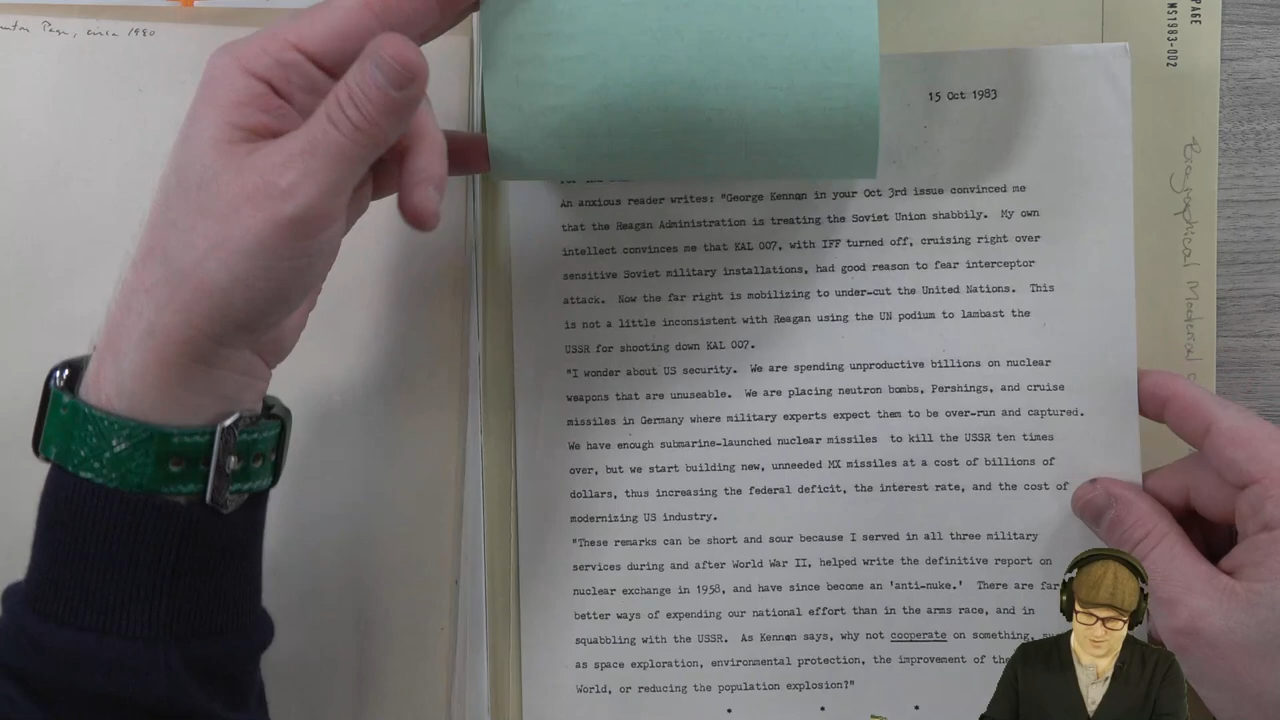 Page, circa 1980
PAGE
MS1983-002
Biographical Material
15 Oct 1983
An anxious reader writes: "George Kennan in your Oct 3rd issue convinced me
that the Reagan Administration is treating the Soviet Union shabbily. My own
intellect convinces me that KAL 007, with IFF turned off, cruising right over
sensitive Soviet military installations, had good reason to fear interceptor
attack. Now the far right is mobilizing to under-cut the United Nations. This
is not a little inconsistent with Reagan using the UN podium to lambast the
USSR for shooting down KAL 007.
"I wonder about US security. We are spending unproductive billions on nuclear
weapons that are unuseable. We are placing neutron bombs, Pershings, and cruise
missiles in Germany where military experts expect them to be over-run and captured.
We have enough submarine-launched nuclear missiles to kill the USSR ten times
over, but we start building new, unneeded MX missiles at a cost of billions of
dollars, thus increasing the federal deficit, the interest rate, and the cost of
modernizing US industry.
"These remarks can be short and sour because I served in all three military
services during and after World War II, helped write the definitive report on
nuclear exchange in 1958, and have since become an 'anti-nuke.' There are far
better ways of expending our national effort than in the arms race, and in
squabbling with the USSR. As Kennan says, why not cooperate on something,
as space exploration, environmental protection, the improvement of the
World, or reducing the population explosion?"